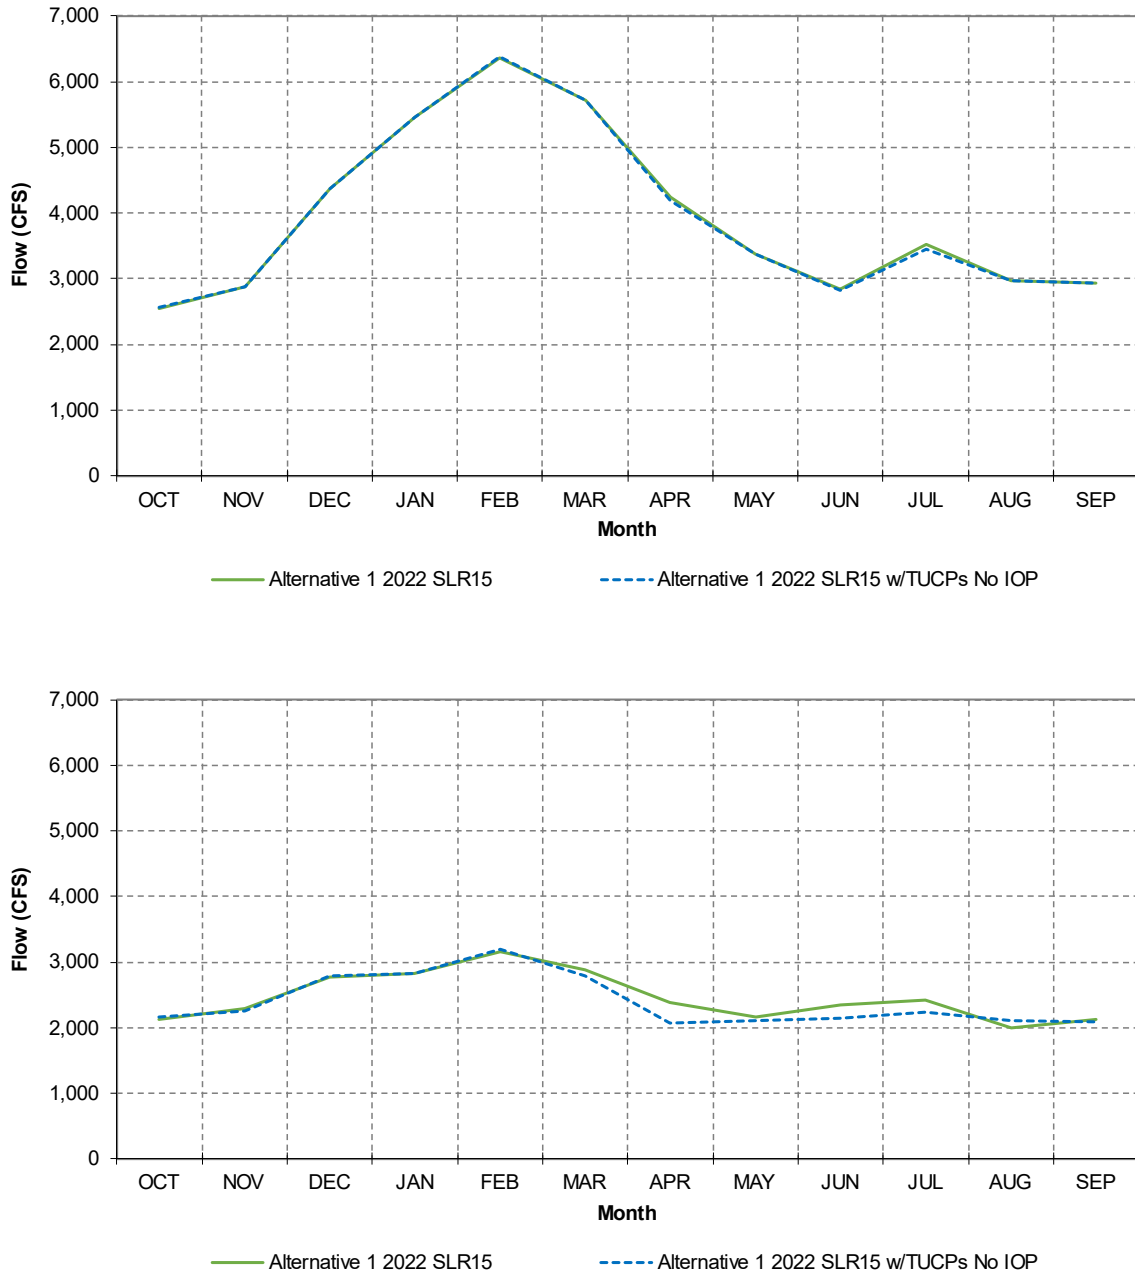 7,000
6,000
5,000
4,000
3,000
2,000
1,000
0
Flow (CFS)
OCT NOV DEC JAN FEB MAR APR MAY JUN JUL AUG SEP
Month
Alternative 1 2022 SLR15 Alternative 1 2022 SLR15 w/TUCPs No IOP
7,000
6,000
5,000
4,000
3,000
2,000
1,000
0
Flow (CFS)
OCT NOV DEC JAN FEB MAR APR MAY JUN JUL AUG SEP
Month
Alternative 1 2022 SLR15 Alternative 1 2022 SLR15 w/TUCPs No IOP